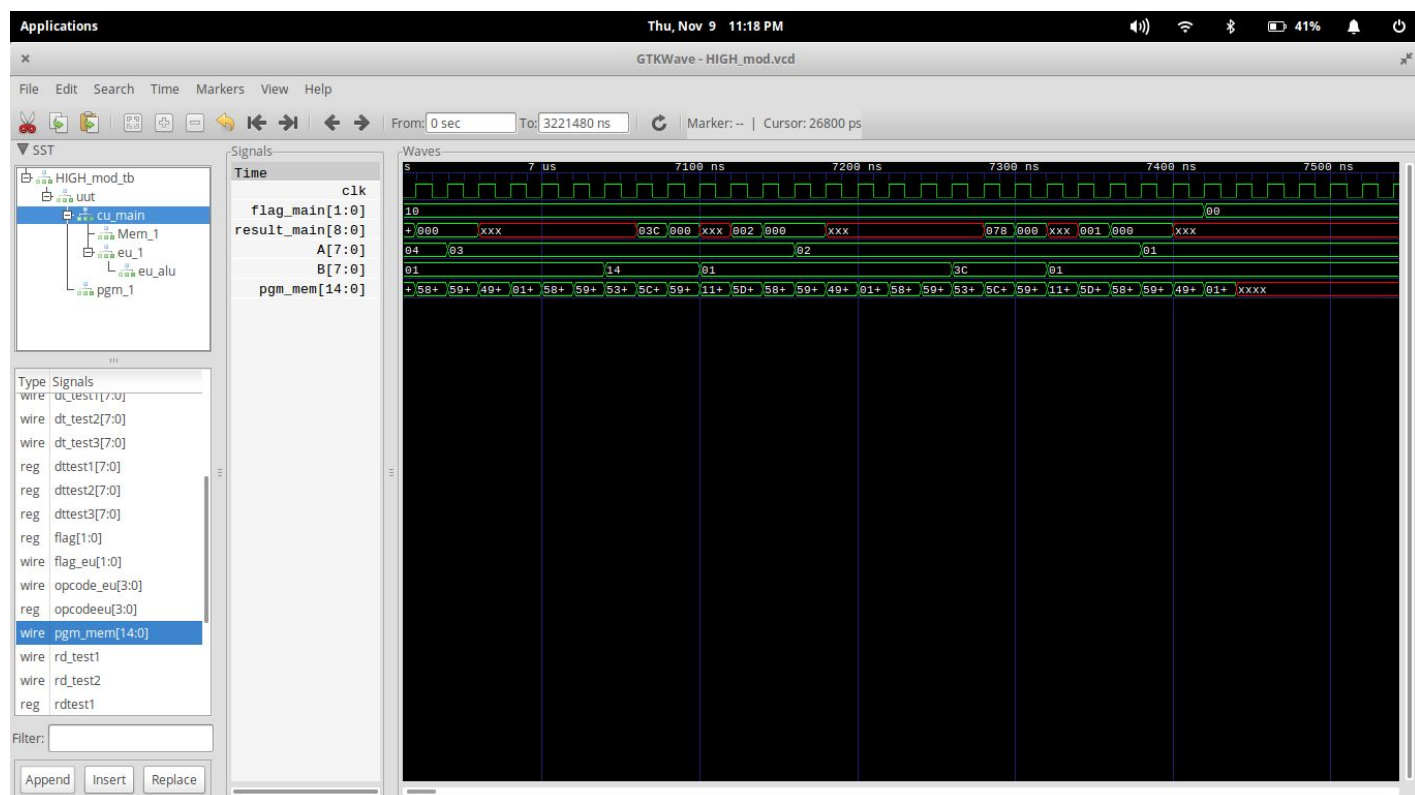 Applications Thu, Nov 9 11:18 PM 41%
GTKWave - HIGH_mod.vcd
File Edit Search Time Markers View Help
From: 0 sec To: 3221480 ns Marker: -- | Cursor: 26800 ps
SST
HIGH_mod_tb
uut
cu_main
Mem_1
eu_1
eu_alu
pgm_1
Type Signals
wire dt_test1[7:0]
wire dt_test2[7:0]
wire dt_test3[7:0]
reg dttest1[7:0]
reg dttest2[7:0]
reg dttest3[7:0]
reg flag[1:0]
wire flag_eu[1:0]
wire opcode_eu[3:0]
reg opcodeeu[3:0]
wire pgm_mem[14:0]
wire rd_test1
wire rd_test2
reg rdtest1
Filter:
Append Insert Replace
Signals
Time
clk
flag_main[1:0]
result_main[8:0]
A[7:0]
B[7:0]
pgm_mem[14:0]
Waves
s 7 us 7100 ns 7200 ns 7300 ns 7400 ns 7500 ns
10 00
+ 000 xxx 03C 000 xxx 002 000 xxx 078 000 xxx 001 000 xxx
04 03 02 01
01 14 01 3C 01
+ 58+ 59+ 49+ 01+ 58+ 59+ 53+ 5C+ 59+ 11+ 5D+ 58+ 59+ 49+ 01+ 58+ 59+ 53+ 5C+ 59+ 11+ 5D+ 58+ 59+ 49+ 01+ xxxx